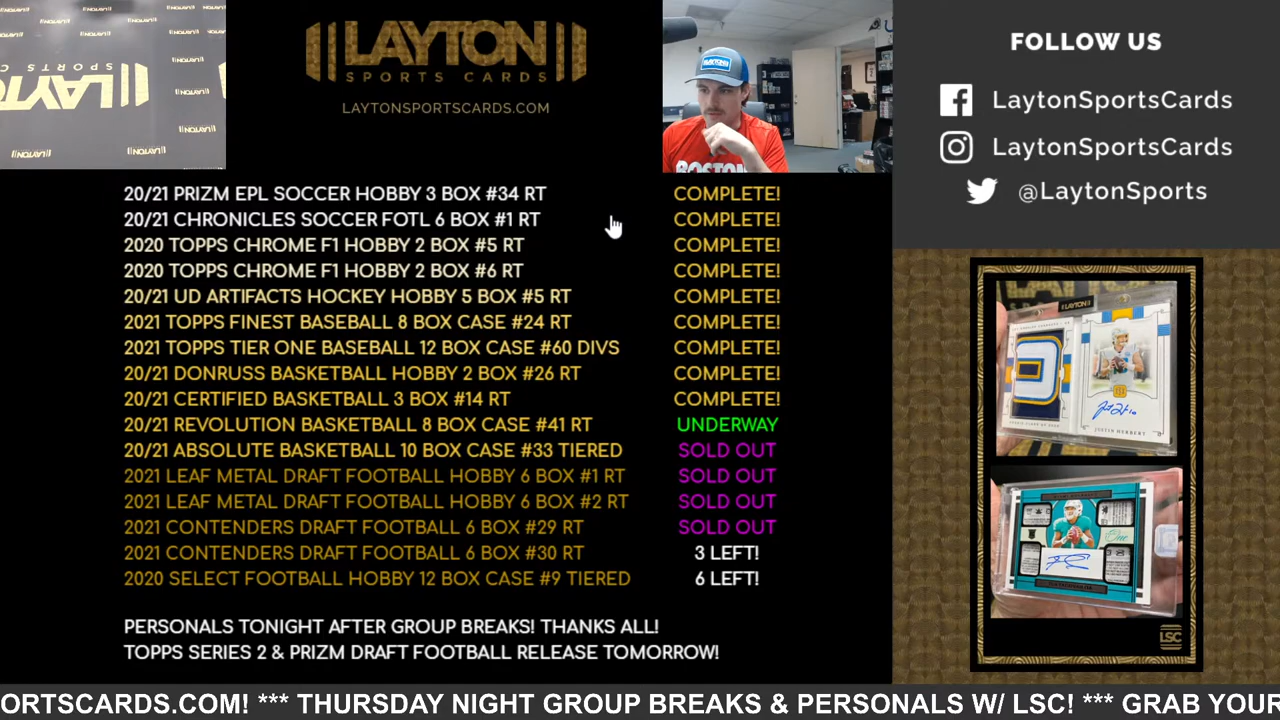 LAYTON
SPORTS CARDS
LAYTONSPORTSCARDS.COM
FOLLOW US
LaytonSportsCards
LaytonSportsCards
@LaytonSports
20/21 PRIZM EPL SOCCER HOBBY 3 BOX #34 RT COMPLETE!
20/21 CHRONICLES SOCCER FOTL 6 BOX #1 RT COMPLETE!
2020 TOPPS CHROME F1 HOBBY 2 BOX #5 RT COMPLETE!
2020 TOPPS CHROME F1 HOBBY 2 BOX #6 RT COMPLETE!
20/21 UD ARTIFACTS HOCKEY HOBBY 5 BOX #5 RT COMPLETE!
2021 TOPPS FINEST BASEBALL 8 BOX CASE #24 RT COMPLETE!
2021 TOPPS TIER ONE BASEBALL 12 BOX CASE #60 DIVS COMPLETE!
20/21 DONRUSS BASKETBALL HOBBY 2 BOX #26 RT COMPLETE!
20/21 CERTIFIED BASKETBALL 3 BOX #14 RT COMPLETE!
20/21 REVOLUTION BASKETBALL 8 BOX CASE #41 RT UNDERWAY
20/21 ABSOLUTE BASKETBALL 10 BOX CASE #33 TIERED SOLD OUT
2021 LEAF METAL DRAFT FOOTBALL HOBBY 6 BOX #1 RT SOLD OUT
2021 LEAF METAL DRAFT FOOTBALL HOBBY 6 BOX #2 RT SOLD OUT
2021 CONTENDERS DRAFT FOOTBALL 6 BOX #29 RT SOLD OUT
2021 CONTENDERS DRAFT FOOTBALL 6 BOX #30 RT 3 LEFT!
2020 SELECT FOOTBALL HOBBY 12 BOX CASE #9 TIERED 6 LEFT!
PERSONALS TONIGHT AFTER GROUP BREAKS! THANKS ALL!
TOPPS SERIES 2 & PRIZM DRAFT FOOTBALL RELEASE TOMORROW!
LAYTON
JUSTIN HERBERT
One
LSC
ORTSCARDS.COM! *** THURSDAY NIGHT GROUP BREAKS & PERSONALS W/ LSC! *** GRAB YOUR